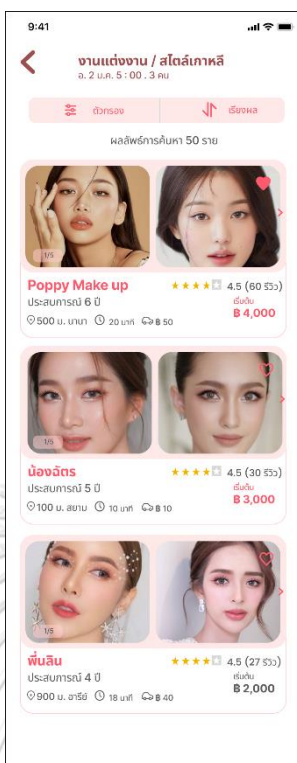 9:41
งานแต่งงาน / สไตล์เกาหลี
อ. 2 ม.ค. 5 : 00 . 3 คน
ตัวกรอง
เรียงผล
ผลลัพธ์การค้นหา 50 ราย
1/5
Poppy Make up
4.5 (60 รีวิว)
ประสบการณ์ 6 ปี
เริ่มต้น
฿ 4,000
500 ม. นานา 20 นาที ฿ 50
1/5
น้องฉัตร
4.5 (30 รีวิว)
ประสบการณ์ 5 ปี
เริ่มต้น
฿ 3,000
100 ม. สยาม 10 นาที ฿ 10
1/5
พี่นลิน
4.5 (27 รีวิว)
ประสบการณ์ 4 ปี
เริ่มต้น
฿ 2,000
900 ม. อารีย์ 18 นาที ฿ 40